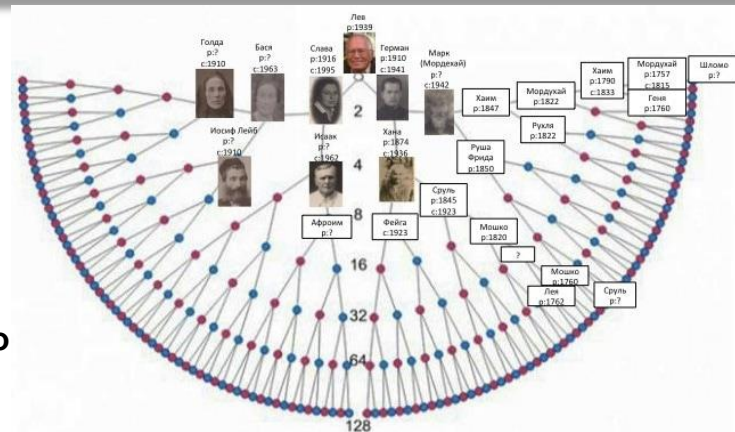 Лев
р:1939
Голда
р:?
с:1910
Бася
р:?
с:1963
Слава
р:1916
с:1995
Герман
р:1910
с:1941
Марк
(Мордехай)
р:?
с:1942
Хаим
р:1847
Мордухай
р:1822
Хаим
р:1790
с:1833
Мордухай
р:1757
с:1815
Шломо
р:?
Геня
р:1760
Рухля
р:1822
2
Иосиф Лейб
р:?
с:1910
Исаак
р:?
с:1962
Хана
р:1874
с:1936
Руша
Фрида
р:1850
4
Сруль
р:1845
с:1923
8
Афроим
р:?
Фейга
с:1923
Мошко
р:1820
?
16
Мошко
р:1760
Лея
р:1762
Сруль
р:?
32
о
64
128